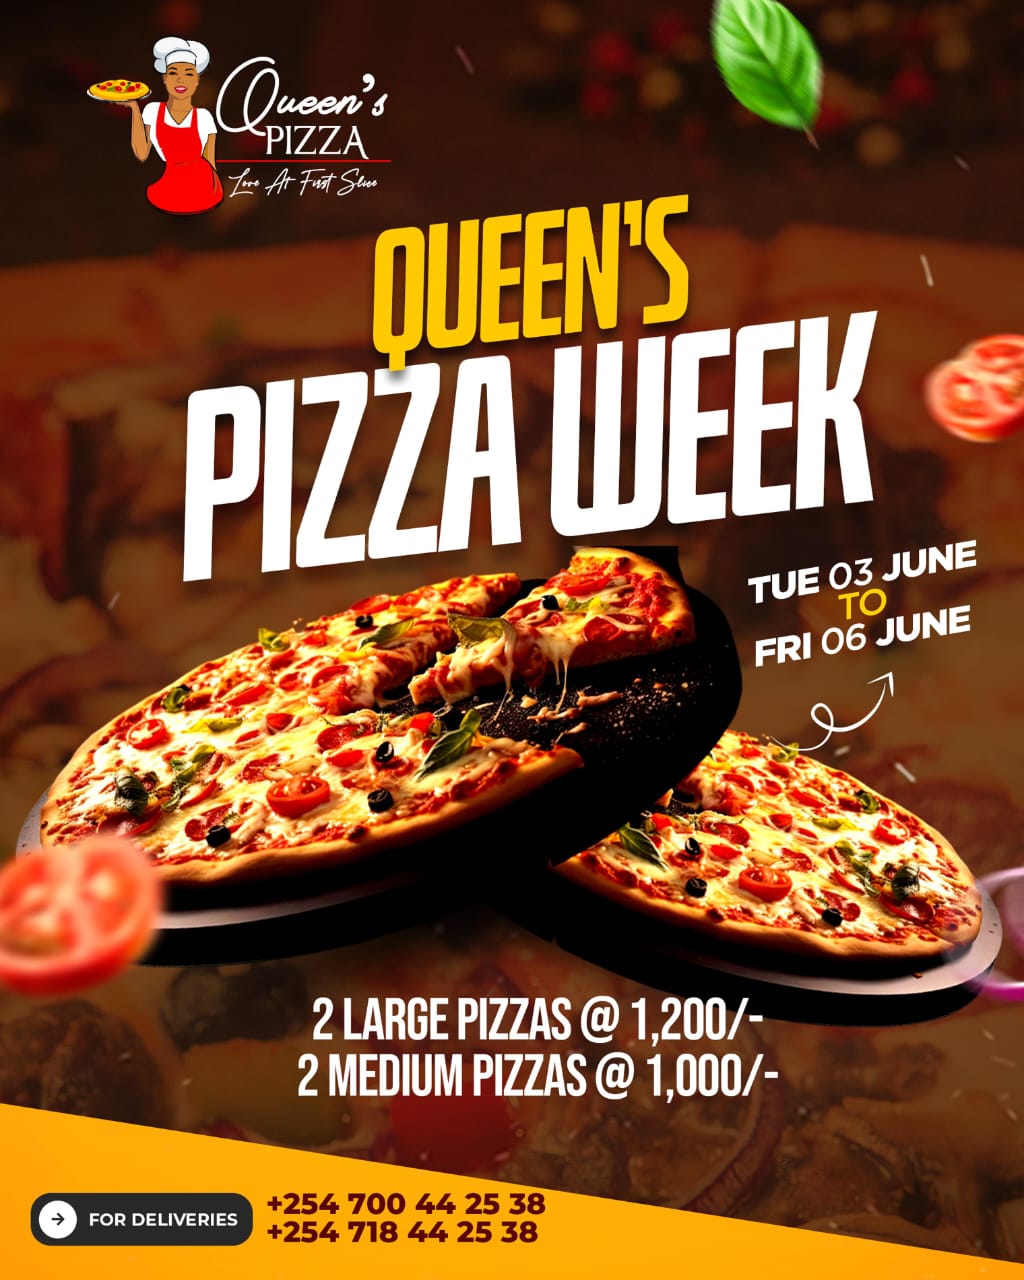 Queen's
PIZZA
Love At First Slice
QUEEN'S
PIZZA WEEK
TUE 03 JUNE
TO
FRI 06 JUNE
2 LARGE PIZZAS @ 1,200/-
2 MEDIUM PIZZAS @ 1,000/-
FOR DELIVERIES
+254 700 44 25 38
+254 718 44 25 38